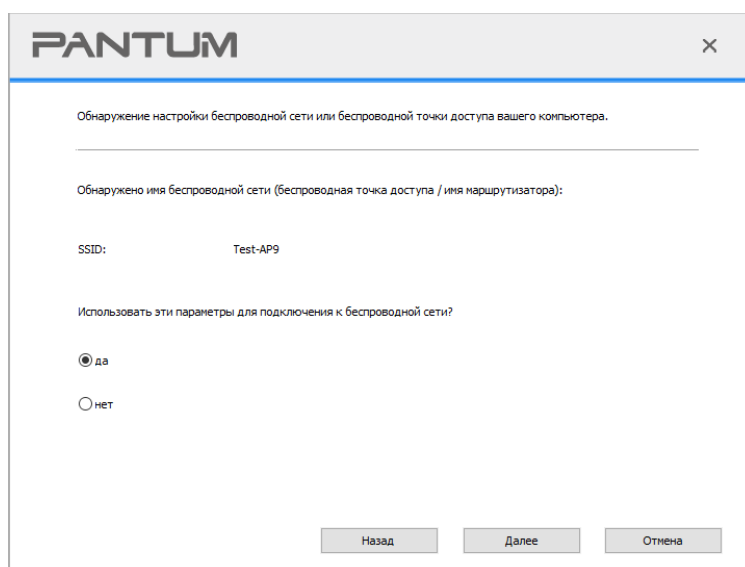 PANTUM
Обнаружение настройки беспроводной сети или беспроводной точки доступа вашего компьютера.
Обнаружено имя беспроводной сети (беспроводная точка доступа / имя маршрутизатора):
SSID: Test-AP9
Использовать эти параметры для подключения к беспроводной сети?
да
нет
Назад Далее Отмена